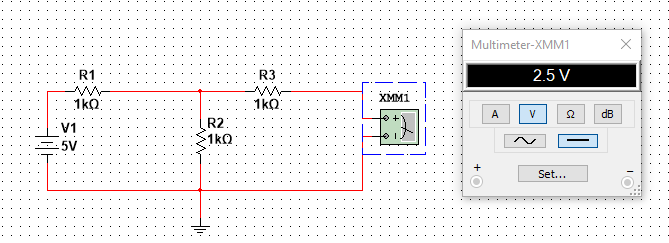 R1
1kΩ
R3
1kΩ
XMM1
V1
5V
R2
1kΩ
Multimeter-XMM1
2.5 V
A V Ω dB
Set...